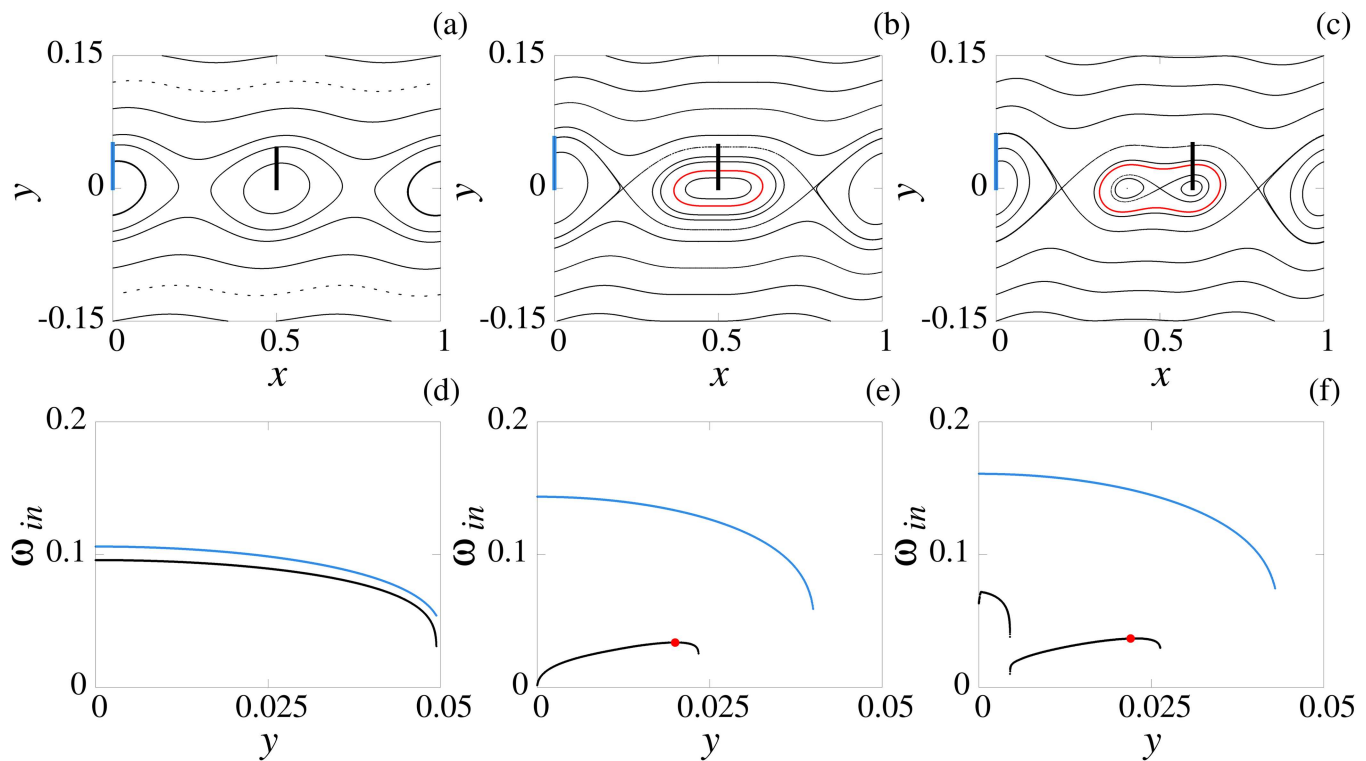 (a) (b) (c)
0.15 0.15 0.15
y y y
0 0 0
-0.15 -0.15 -0.15
0 0.5 1 0 0.5 1 0 0.5 1
x x x
(d) (e) (f)
0.2 0.2 0.2
ω in ω in ω in
0.1 0.1 0.1
0 0 0
0 0.025 0.05 0 0.025 0.05 0 0.025 0.05
y y y